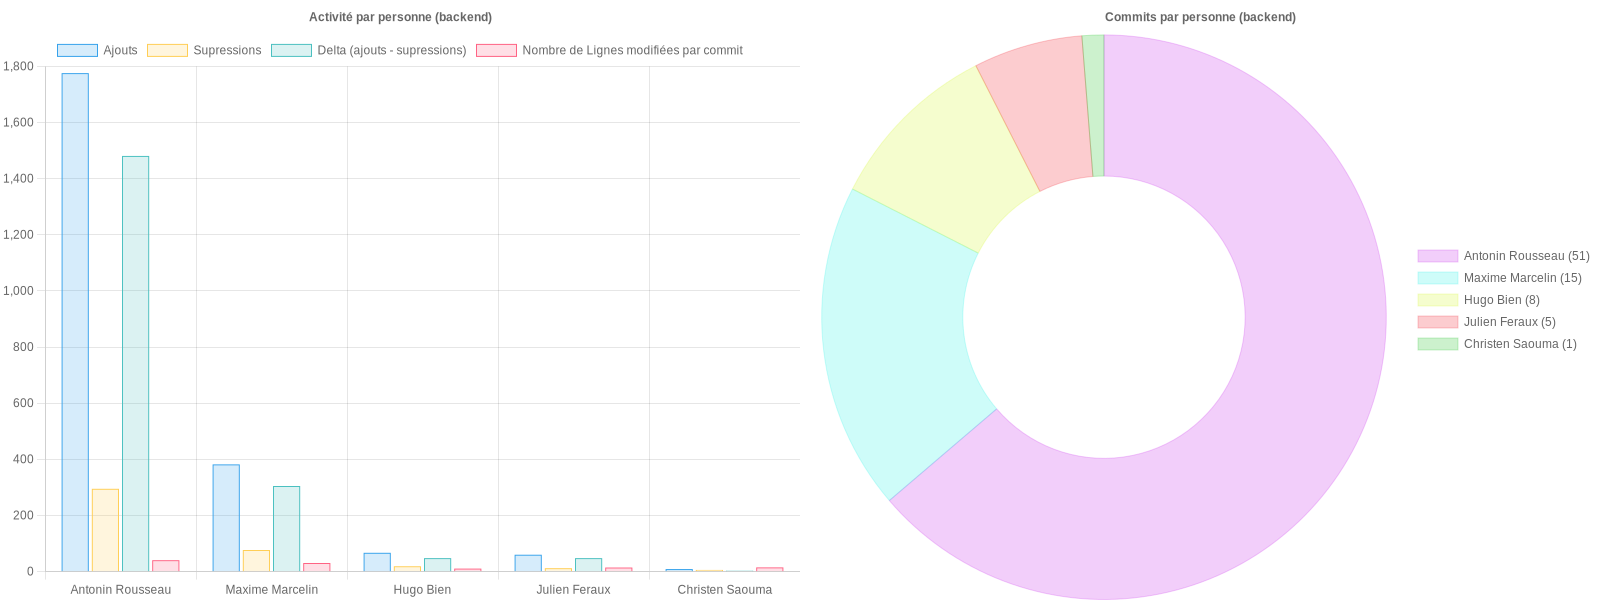 Activité par personne (backend)
Ajouts Supressions Delta (ajouts - supressions) Nombre de Lignes modifiées par commit
1,800
1,600
1,400
1,200
1,000
800
600
400
200
0
Antonin Rousseau Maxime Marcelin Hugo Bien Julien Feraux Christen Saouma
Commits par personne (backend)
Antonin Rousseau (51)
Maxime Marcelin (15)
Hugo Bien (8)
Julien Feraux (5)
Christen Saouma (1)